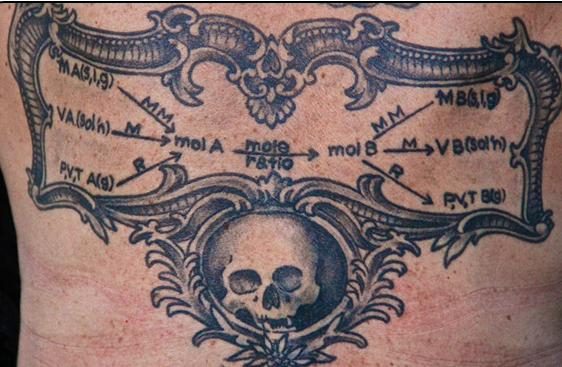 MA(s,l,g) MB(s,l,g)
MM MM
VA(sol'n) M mol A mole ratio mol B M VB(sol'n)
R R
P,V,T A(g) P,V,T B(g)